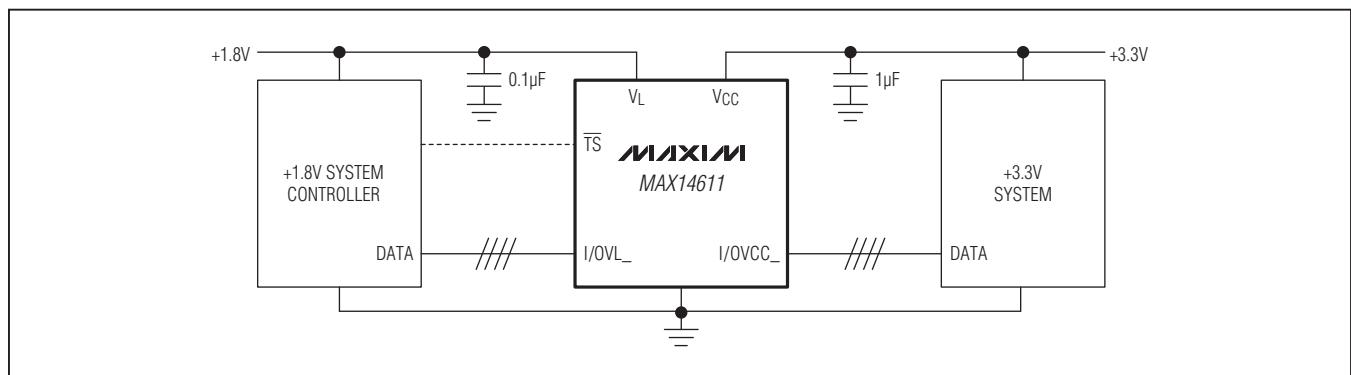 +1.8V
+3.3V
0.1µF
1µF
VL
VCC
TS
MAXIM
MAX14611
+1.8V SYSTEM
CONTROLLER
+3.3V
SYSTEM
DATA
I/OVL_
I/OVCC_
DATA